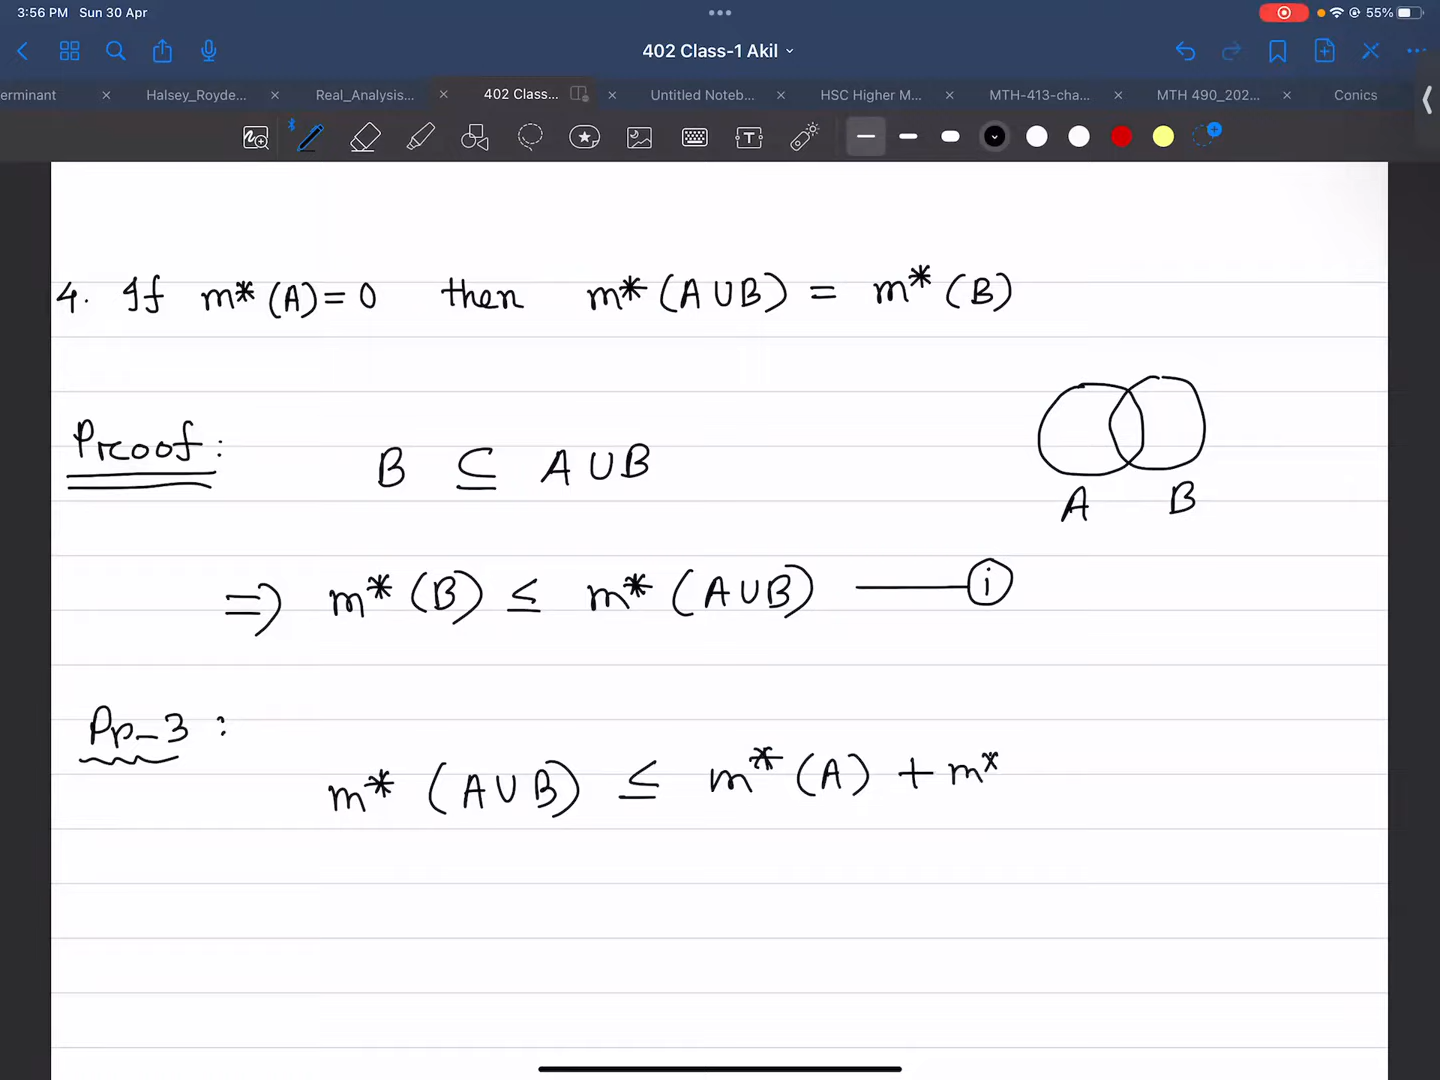 3:56 PM Sun 30 Apr
55%
402 Class-1 Akil
erminant
Halsey_Royde...
Real_Analysis...
402 Class...
Untitled Noteb...
HSC Higher M...
MTH-413-cha...
MTH 490_202...
Conics
4. If m* (A) = 0 then m* (A ∪ B) = m* (B)
Proof:
B ⊆ A ∪ B
A B
⇒ m* (B) ≤ m* (A ∪ B) — i
Pp-3 :
m* (A ∪ B) ≤ m* (A) + m*